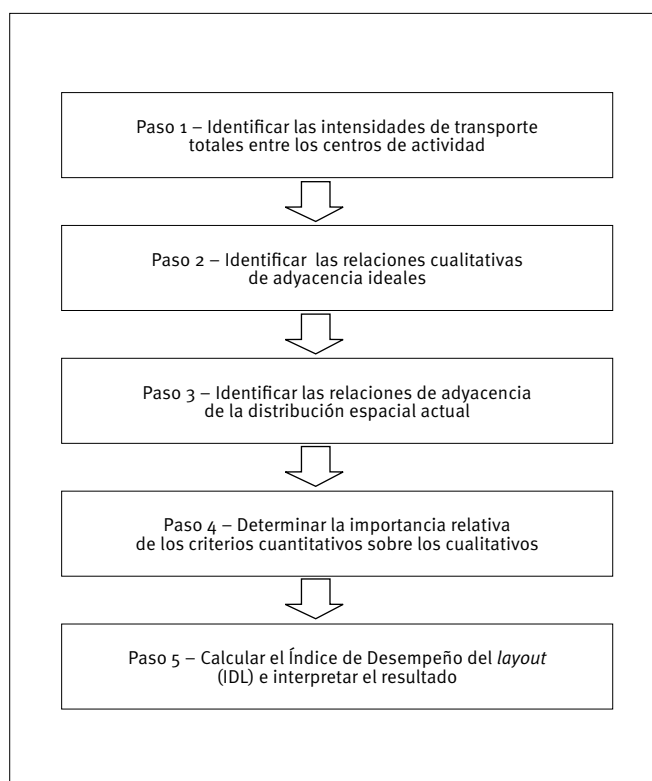 Paso 1 – Identificar las intensidades de transporte
totales entre los centros de actividad
Paso 2 – Identificar las relaciones cualitativas
de adyacencia ideales
Paso 3 – Identificar las relaciones de adyacencia
de la distribución espacial actual
Paso 4 – Determinar la importancia relativa
de los criterios cuantitativos sobre los cualitativos
Paso 5 – Calcular el Índice de Desempeño del layout
(IDL) e interpretar el resultado